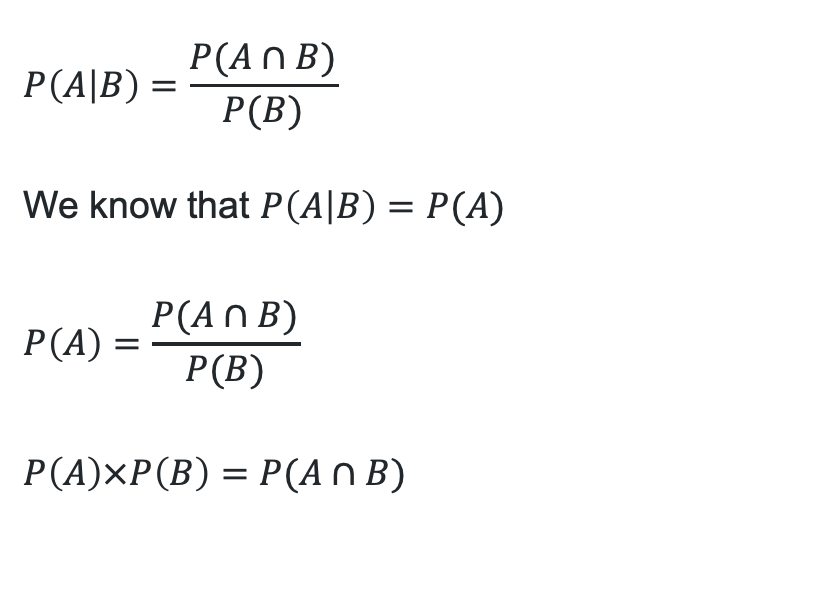 P(A|B) = P(A ∩ B) / P(B)
We know that P(A|B) = P(A)
P(A) = P(A ∩ B) / P(B)
P(A)×P(B) = P(A ∩ B)